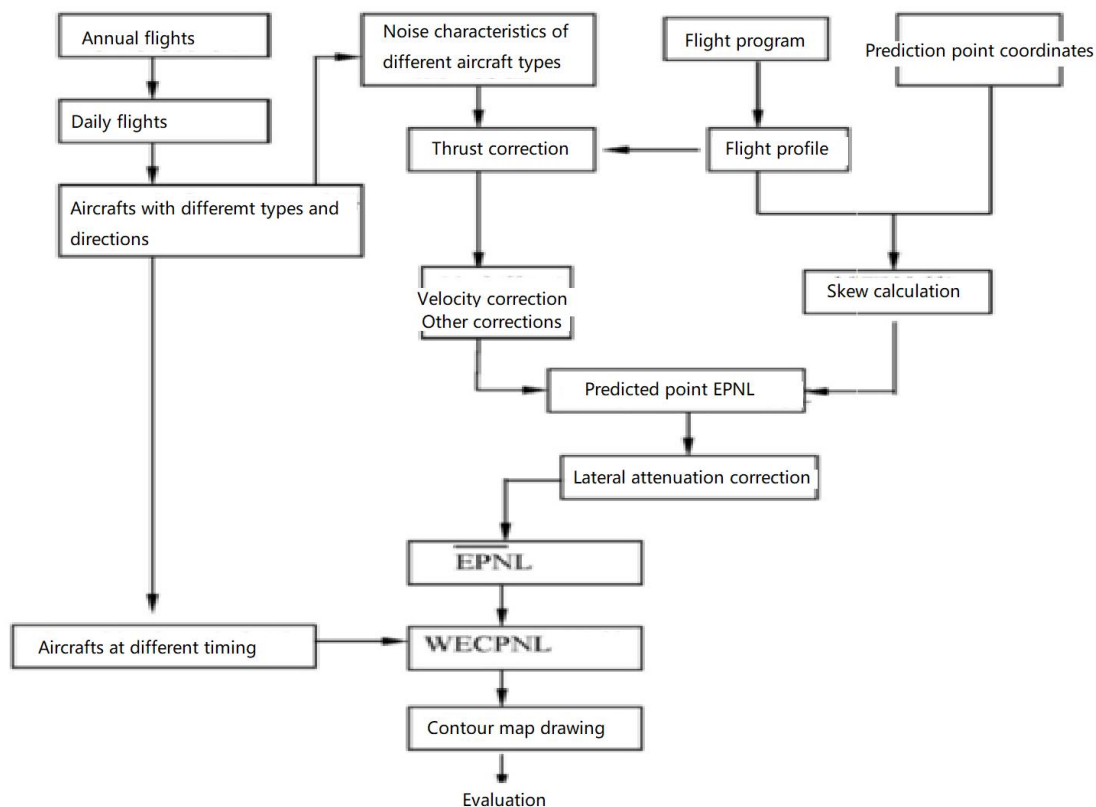 Annual flights
Noise characteristics of
different aircraft types
Flight program
Prediction point coordinates
Daily flights
Thrust correction
Flight profile
Aircrafts with differemt types and
directions
Velocity correction
Other corrections
Skew calculation
Predicted point EPNL
Lateral attenuation correction
EPNL
Aircrafts at different timing
WECPNL
Contour map drawing
Evaluation